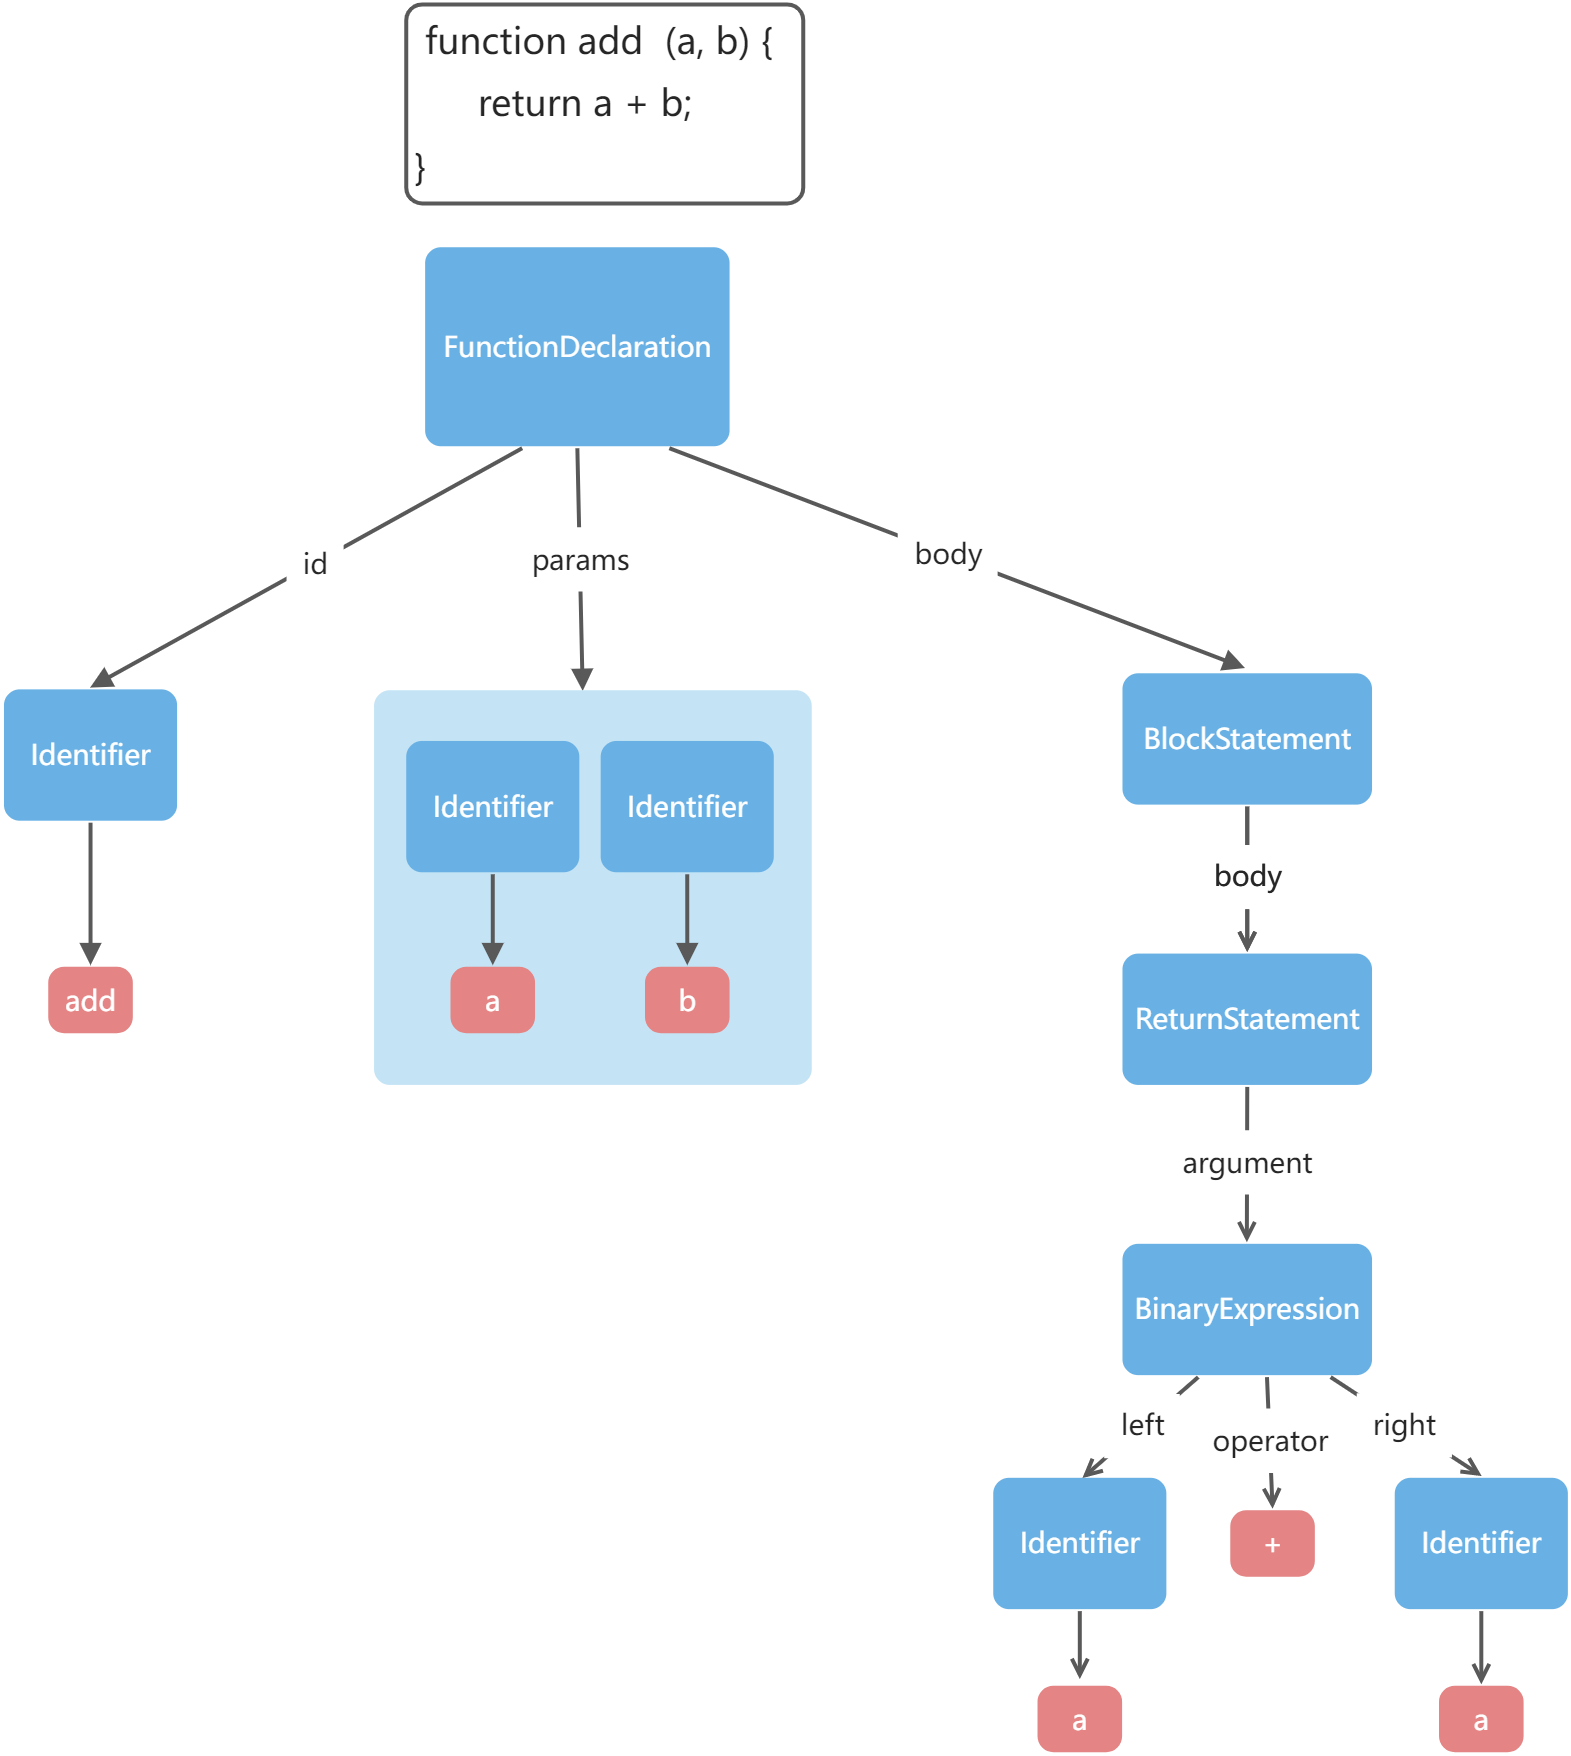 function add  (a, b) {
return a + b;
}
FunctionDeclaration
id
params
body
Identifier
Identifier
Identifier
BlockStatement
body
add
a
b
ReturnStatement
argument
BinaryExpression
left
operator
right
Identifier
+
Identifier
a
a